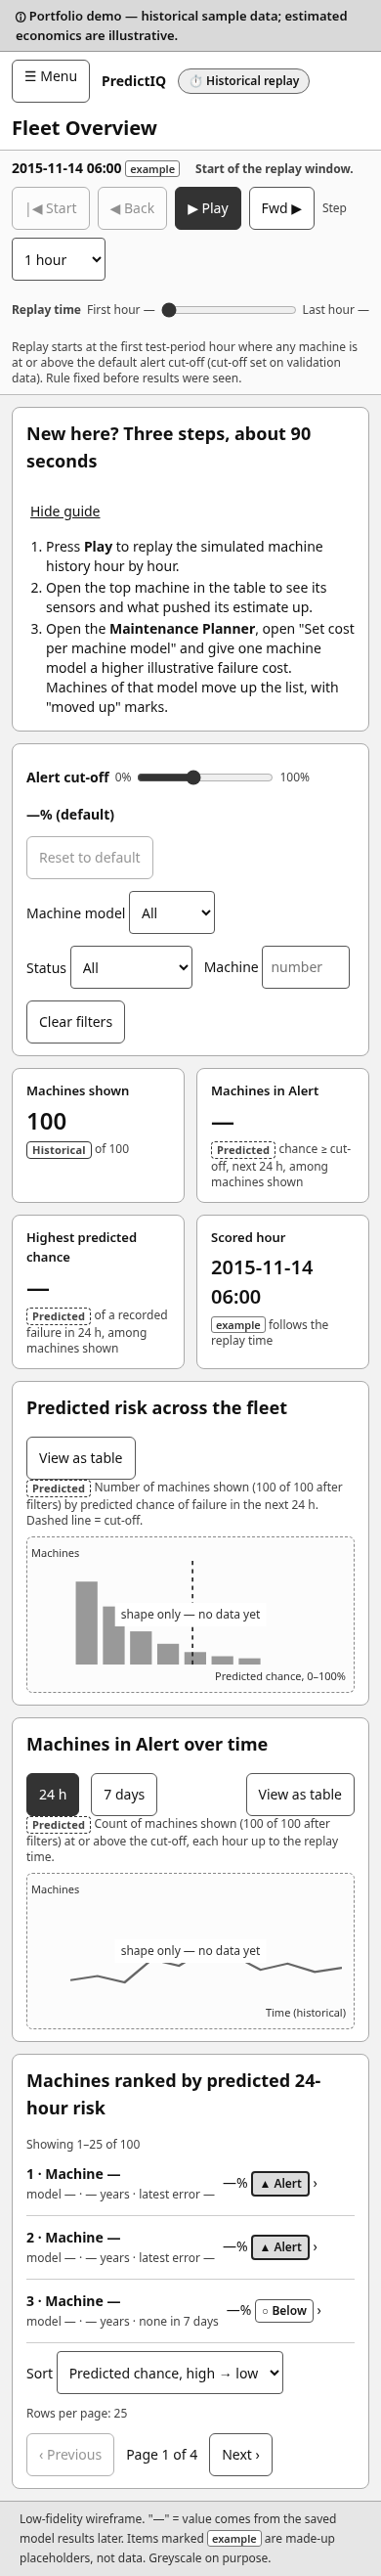 ⓘ Portfolio demo — historical sample data; estimated
economics are illustrative.
☰ Menu PredictIQ ⏱ Historical replay
Fleet Overview
2015-11-14 06:00 example Start of the replay window.
|◀ Start ◀ Back ▶ Play Fwd ▶ Step
1 hour
Replay time First hour — Last hour —
Replay starts at the first test-period hour where any machine is
at or above the default alert cut-off (cut-off set on validation
data). Rule fixed before results were seen.
New here? Three steps, about 90
seconds
Hide guide
1. Press Play to replay the simulated machine
history hour by hour.
2. Open the top machine in the table to see its
sensors and what pushed its estimate up.
3. Open the Maintenance Planner, open "Set cost
per machine model" and give one machine
model a higher illustrative failure cost.
Machines of that model move up the list, with
"moved up" marks.
Alert cut-off 0% 100%
—% (default)
Reset to default
Machine model All
Status All Machine number
Clear filters
Machines shown
100
Historical of 100
Machines in Alert
—
Predicted chance ≥ cut-
off, next 24 h, among
machines shown
Highest predicted
chance
—
Predicted of a recorded
failure in 24 h, among
machines shown
Scored hour
2015-11-14
06:00
example follows the
replay time
Predicted risk across the fleet
View as table
Predicted Number of machines shown (100 of 100 after
filters) by predicted chance of failure in the next 24 h.
Dashed line = cut-off.
Machines
shape only — no data yet
Predicted chance, 0–100%
Machines in Alert over time
24 h 7 days View as table
Predicted Count of machines shown (100 of 100 after
filters) at or above the cut-off, each hour up to the replay
time.
Machines
shape only — no data yet
Time (historical)
Machines ranked by predicted 24-
hour risk
Showing 1–25 of 100
1 · Machine — —% ▲ Alert ›
model — · — years · latest error —
2 · Machine — —% ▲ Alert ›
model — · — years · latest error —
3 · Machine — —% ○ Below ›
model — · — years · none in 7 days
Sort Predicted chance, high → low
Rows per page: 25
‹ Previous Page 1 of 4 Next ›
Low-fidelity wireframe. "—" = value comes from the saved
model results later. Items marked example are made-up
placeholders, not data. Greyscale on purpose.